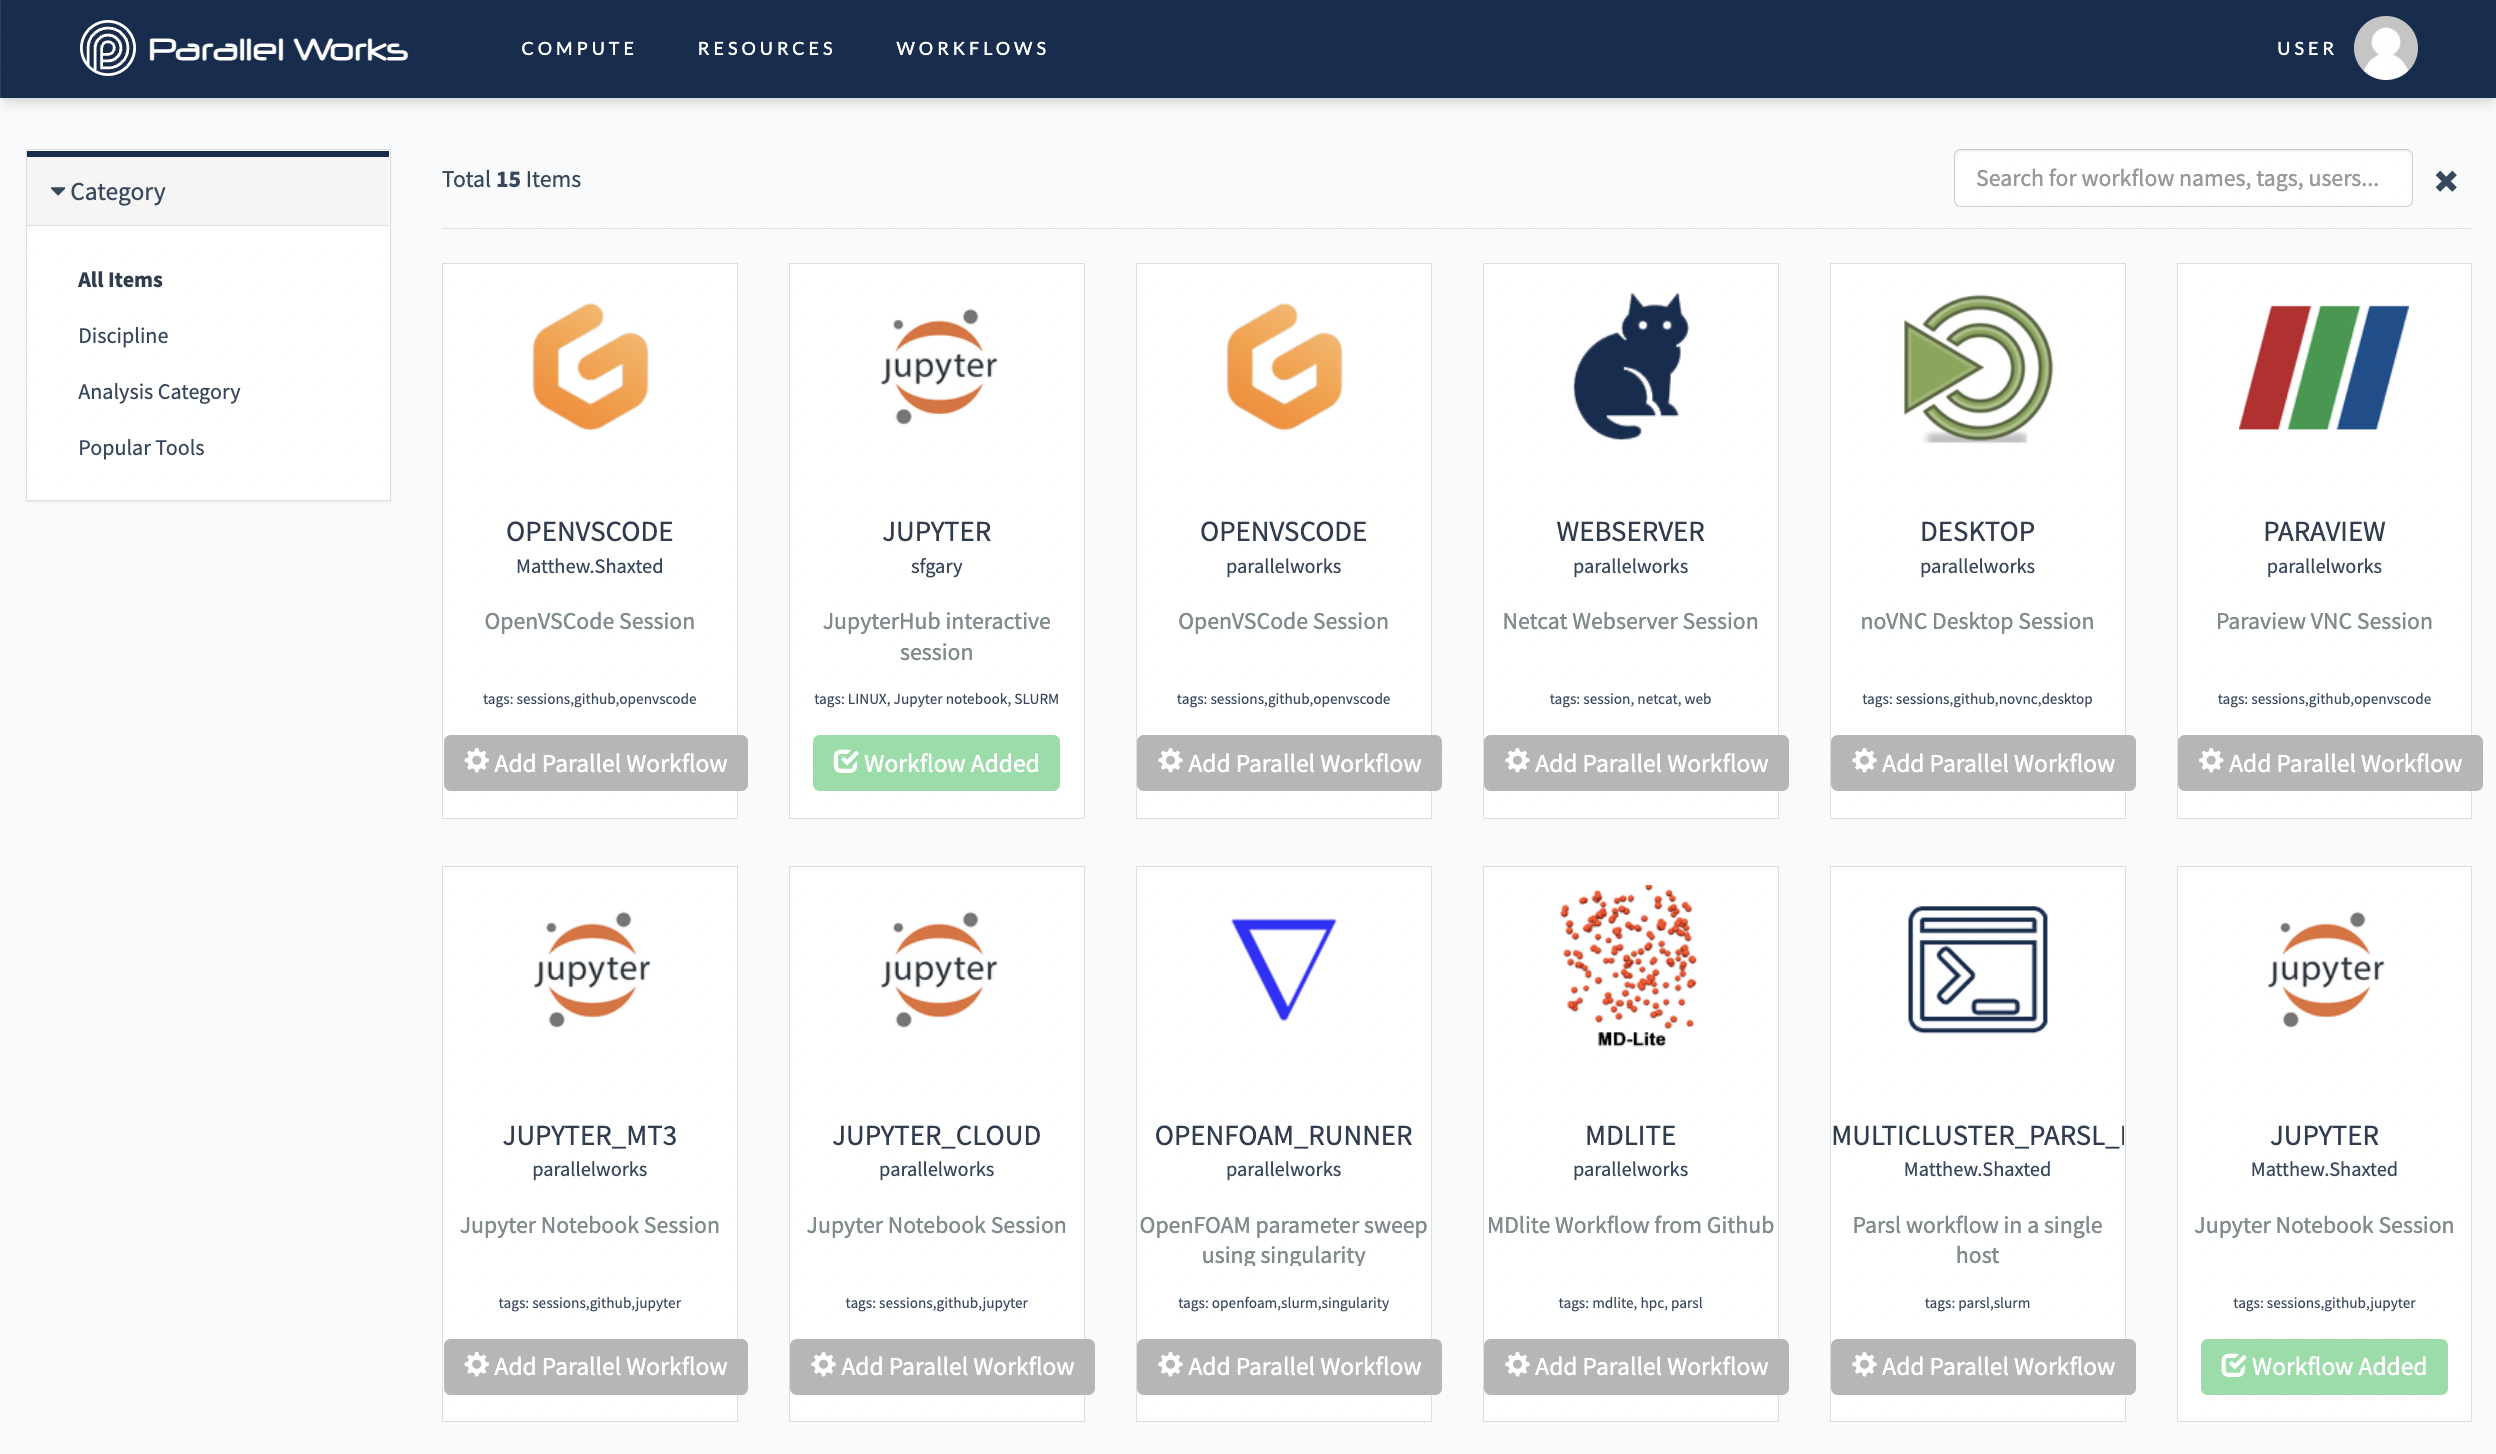 Parallel Works
COMPUTE
RESOURCES
WORKFLOWS
USER
Category
All Items
Discipline
Analysis Category
Popular Tools
Total 15 Items
Search for workflow names, tags, users...
OPENVSCODE
Matthew.Shaxted
OpenVSCode Session
tags: sessions,github,openvscode
Add Parallel Workflow
jupyter
JUPYTER
sfgary
JupyterHub interactive
session
tags: LINUX, Jupyter notebook, SLURM
Workflow Added
OPENVSCODE
parallelworks
OpenVSCode Session
tags: sessions,github,openvscode
Add Parallel Workflow
WEBSERVER
parallelworks
Netcat Webserver Session
tags: session, netcat, web
Add Parallel Workflow
DESKTOP
parallelworks
noVNC Desktop Session
tags: sessions,github,novnc,desktop
Add Parallel Workflow
PARAVIEW
parallelworks
Paraview VNC Session
tags: sessions,github,openvscode
Add Parallel Workflow
jupyter
JUPYTER_MT3
parallelworks
Jupyter Notebook Session
tags: sessions,github,jupyter
Add Parallel Workflow
jupyter
JUPYTER_CLOUD
parallelworks
Jupyter Notebook Session
tags: sessions,github,jupyter
Add Parallel Workflow
OPENFOAM_RUNNER
parallelworks
OpenFOAM parameter sweep
using singularity
tags: openfoam,slurm,singularity
Add Parallel Workflow
MD-Lite
MDLITE
parallelworks
MDlite Workflow from Github
tags: mdlite, hpc, parsl
Add Parallel Workflow
MULTICLUSTER_PARSL_
Matthew.Shaxted
Parsl workflow in a single
host
tags: parsl,slurm
Add Parallel Workflow
jupyter
JUPYTER
Matthew.Shaxted
Jupyter Notebook Session
tags: sessions,github,jupyter
Workflow Added